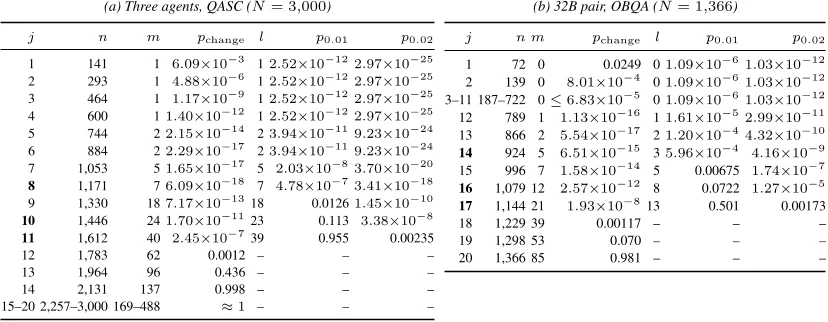 (a) Three agents, QASC (N = 3,000)
j n m p_change l p_0.01 p_0.02
1 141 1 6.09×10^−3 1 2.52×10^−12 2.97×10^−25
2 293 1 4.88×10^−6 1 2.52×10^−12 2.97×10^−25
3 464 1 1.17×10^−9 1 2.52×10^−12 2.97×10^−25
4 600 1 1.40×10^−12 1 2.52×10^−12 2.97×10^−25
5 744 2 2.15×10^−14 2 3.94×10^−11 9.23×10^−24
6 884 2 2.29×10^−17 2 3.94×10^−11 9.23×10^−24
7 1,053 5 1.65×10^−17 5 2.03×10^−8 3.70×10^−20
8 1,171 7 6.09×10^−18 7 4.78×10^−7 3.41×10^−18
9 1,330 18 7.17×10^−13 18 0.0126 1.45×10^−10
10 1,446 24 1.70×10^−11 23 0.113 3.38×10^−8
11 1,612 40 2.45×10^−7 39 0.955 0.00235
12 1,783 62 0.0012 – – –
13 1,964 96 0.436 – – –
14 2,131 137 0.998 – – –
15–20 2,257–3,000 169–488 ≈ 1 – – –
(b) 32B pair, OBQA (N = 1,366)
j n m p_change l p_0.01 p_0.02
1 72 0 0.0249 0 1.09×10^−6 1.03×10^−12
2 139 0 8.01×10^−4 0 1.09×10^−6 1.03×10^−12
3–11 187–722 0 ≤ 6.83×10^−5 0 1.09×10^−6 1.03×10^−12
12 789 1 1.13×10^−16 1 1.61×10^−5 2.99×10^−11
13 866 2 5.54×10^−17 2 1.20×10^−4 4.32×10^−10
14 924 5 6.51×10^−15 3 5.96×10^−4 4.16×10^−9
15 996 7 1.58×10^−14 5 0.00675 1.74×10^−7
16 1,079 12 2.57×10^−12 8 0.0722 1.27×10^−5
17 1,144 21 1.93×10^−8 13 0.501 0.00173
18 1,229 39 0.00117 – – –
19 1,298 53 0.070 – – –
20 1,366 85 0.981 – – –